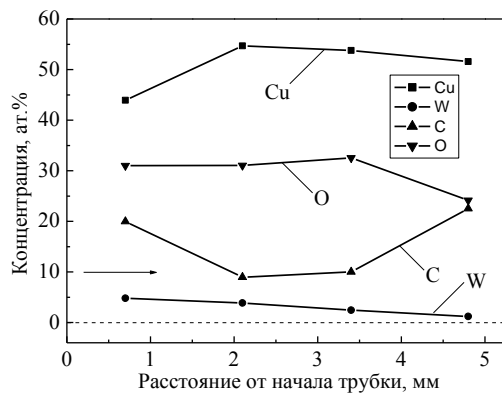 Концентрация, ат.%
60
50
40
30
20
10
0
Cu
Cu
W
C
O
O
C
W
0
1
2
3
4
5
Расстояние от начала трубки, мм